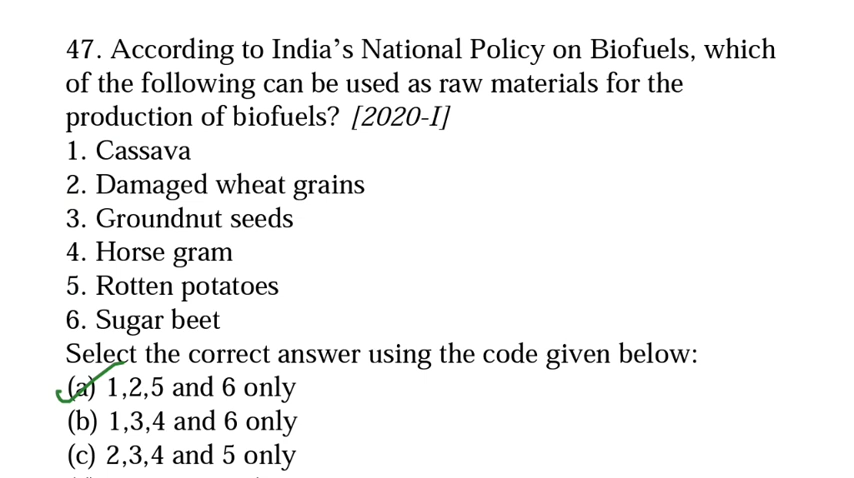 47. According to India’s National Policy on Biofuels, which
of the following can be used as raw materials for the
production of biofuels? [2020-I]
1. Cassava
2. Damaged wheat grains
3. Groundnut seeds
4. Horse gram
5. Rotten potatoes
6. Sugar beet
Select the correct answer using the code given below:
(a) 1,2,5 and 6 only
(b) 1,3,4 and 6 only
(c) 2,3,4 and 5 only